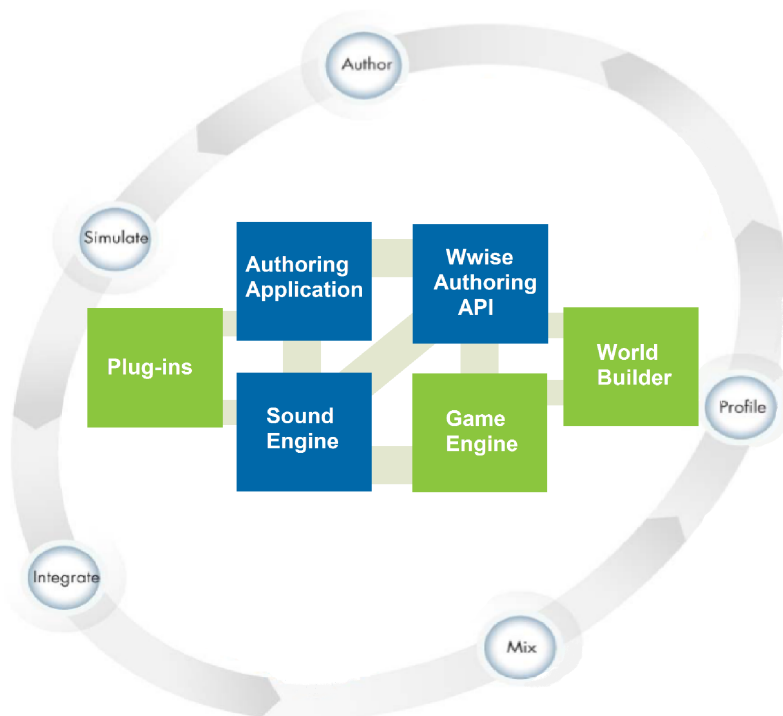 Author
Simulate
Authoring
Application
Wwise
Authoring
API
Plug-ins
World
Builder
Sound
Engine
Game
Engine
Profile
Integrate
Mix